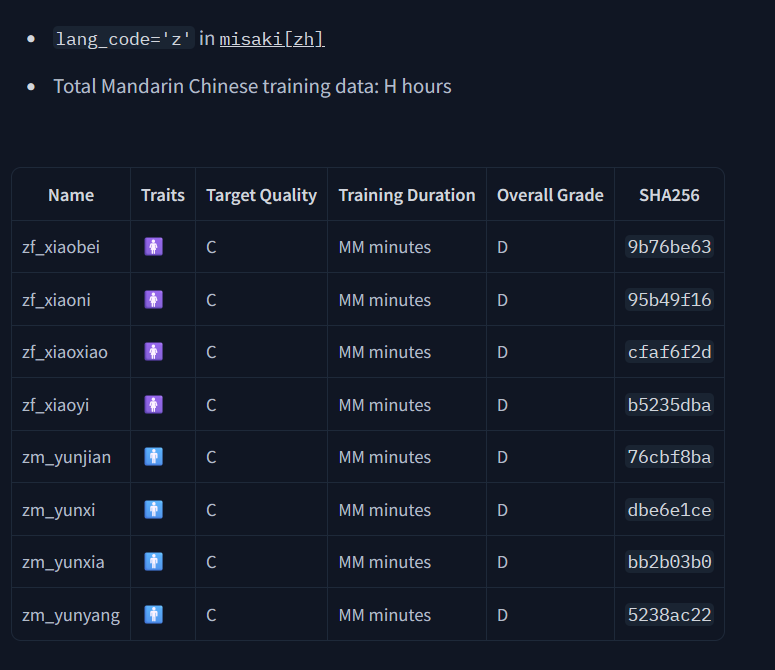 lang_code='z' in misaki[zh]
Total Mandarin Chinese training data: H hours
Name Traits Target Quality Training Duration Overall Grade SHA256
zf_xiaobei 🚺 C MM minutes D 9b76be63
zf_xiaoni 🚺 C MM minutes D 95b49f16
zf_xiaoxiao 🚺 C MM minutes D cfaf6f2d
zf_xiaoyi 🚺 C MM minutes D b5235dba
zm_yunjian 🚹 C MM minutes D 76cbf8ba
zm_yunxi 🚹 C MM minutes D dbe6e1ce
zm_yunxia 🚹 C MM minutes D bb2b03b0
zm_yunyang 🚹 C MM minutes D 5238ac22